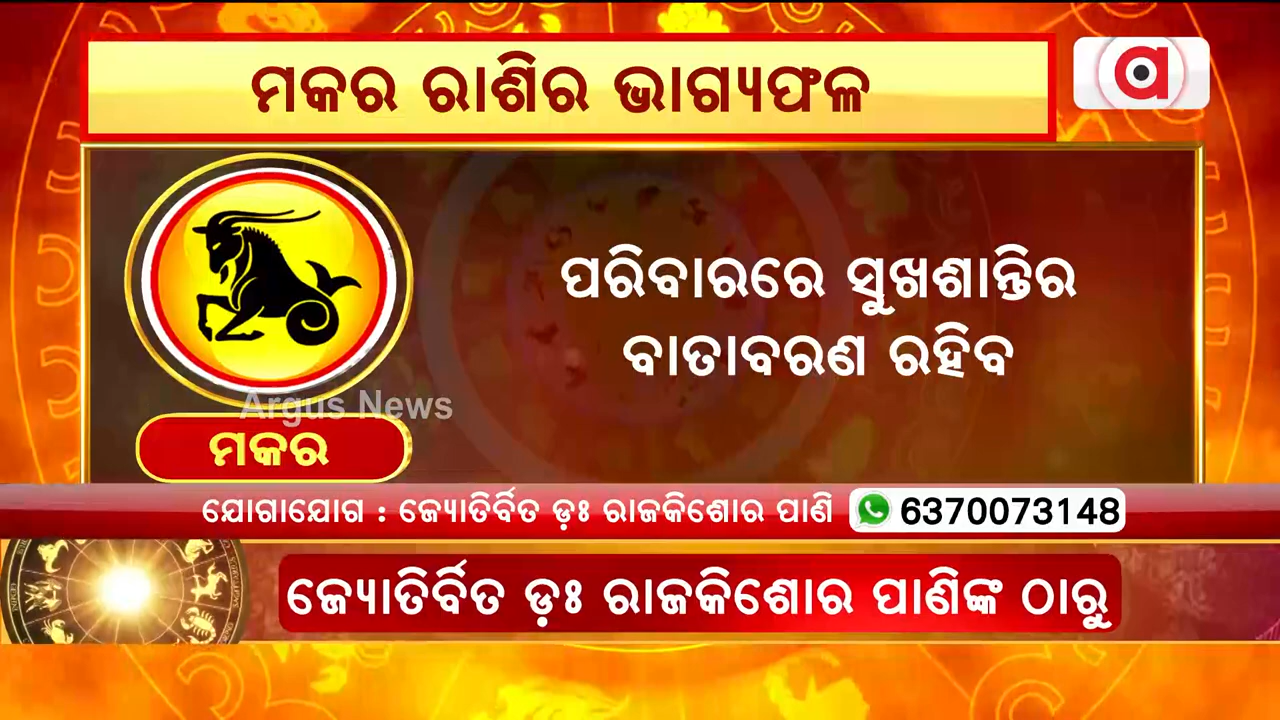 ମକର ରାଶିର ଭାଗ୍ୟଫଳ
a
ପରିବାରରେ ସୁଖଶାନ୍ତିର
ବାତାବରଣ ରହିବ
Argus News
ମକର
ଯୋଗାଯୋଗ : ଜ୍ୟୋତିର୍ବିତ ଡ଼ଃ ରାଜକିଶୋର ପାଣି 6370073148
ଜ୍ୟୋତିର୍ବିତ ଡ଼ଃ ରାଜକିଶୋର ପାଣିଙ୍କ ଠାରୁ